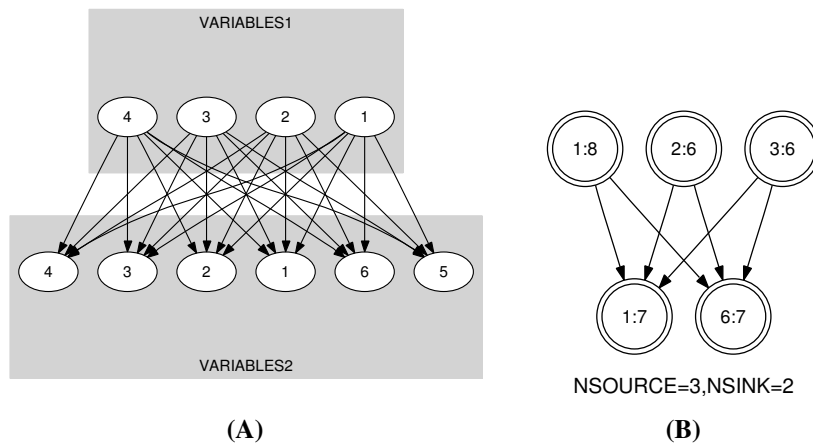 VARIABLES1
4 3 2 1
4 3 2 1 6 5
VARIABLES2
(A)
1:8 2:6 3:6
1:7 6:7
NSOURCE=3,NSINK=2
(B)